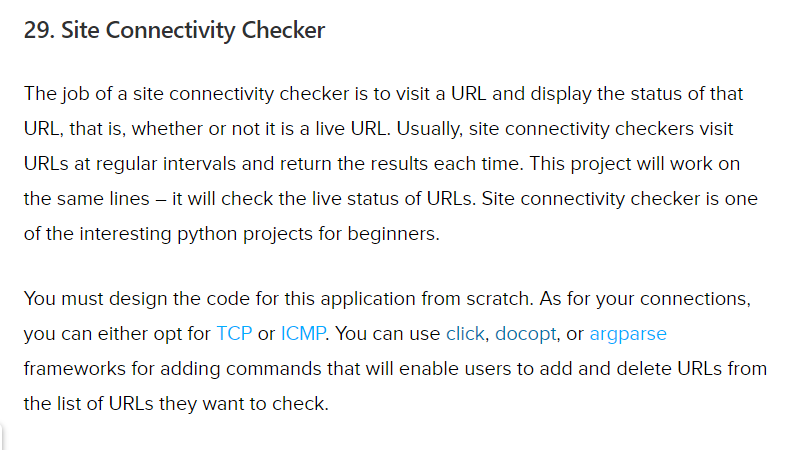 29. Site Connectivity Checker
The job of a site connectivity checker is to visit a URL and display the status of that
URL, that is, whether or not it is a live URL. Usually, site connectivity checkers visit
URLs at regular intervals and return the results each time. This project will work on
the same lines – it will check the live status of URLs. Site connectivity checker is one
of the interesting python projects for beginners.
You must design the code for this application from scratch. As for your connections,
you can either opt for TCP or ICMP. You can use click, docopt, or argparse
frameworks for adding commands that will enable users to add and delete URLs from
the list of URLs they want to check.